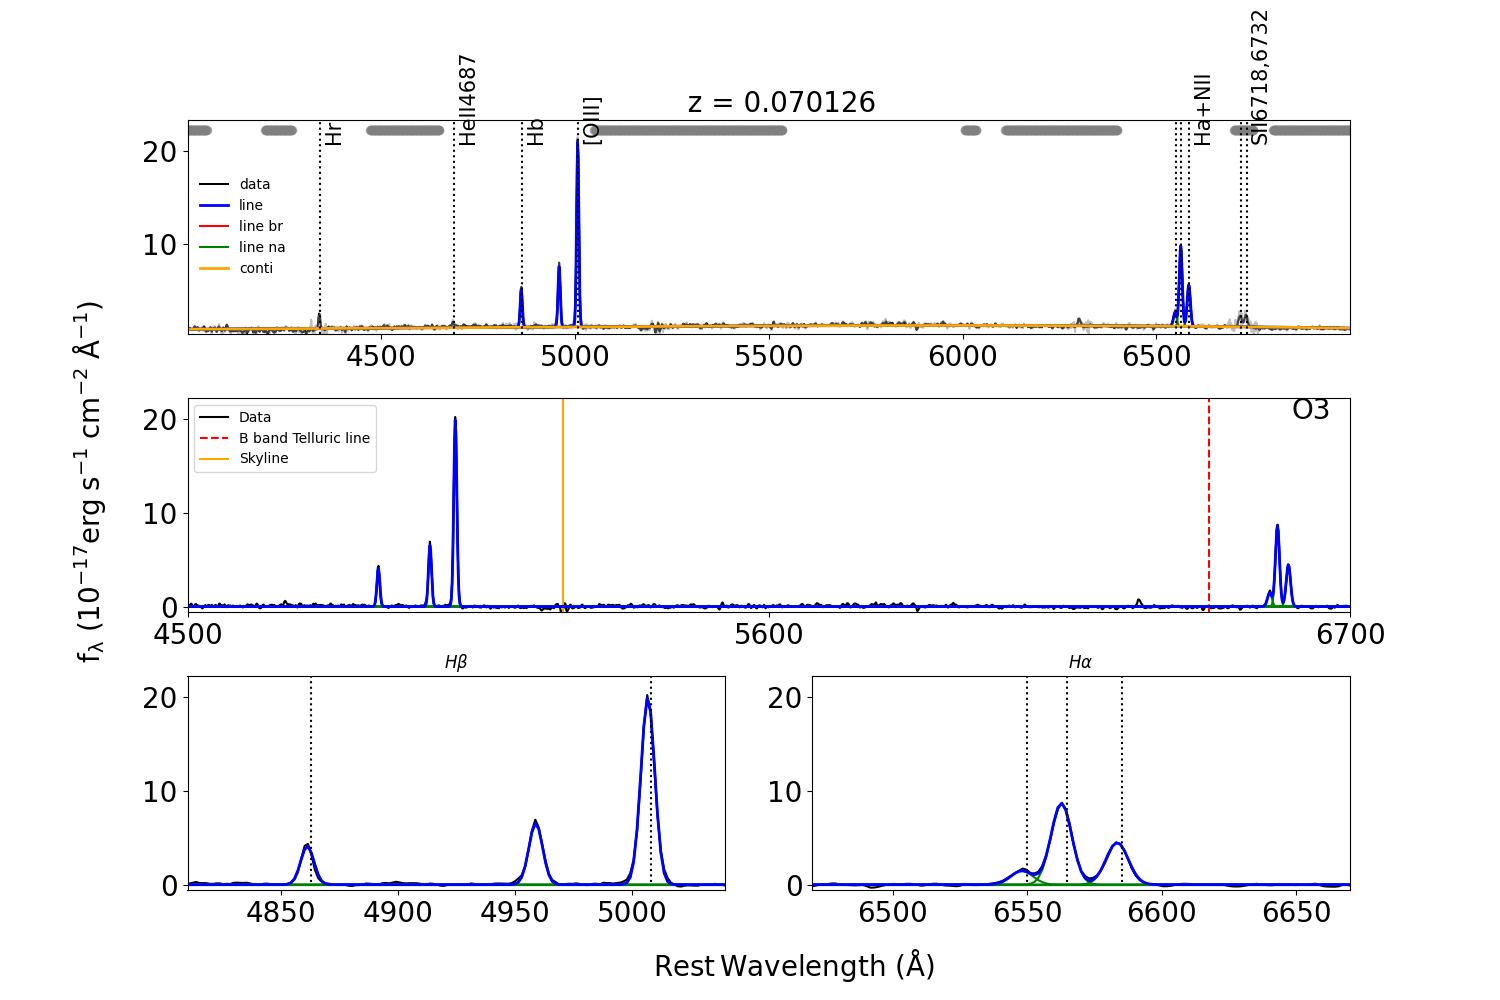 z = 0.070126
Hr
HeII4687
Hb
[OIII]
Ha+NII
SII6718,6732
20
10
data
line
line br
line na
conti
4500 5000 5500 6000 6500
O3
20
10
0
Data
B band Telluric line
Skyline
4500 5600 6700
fλ (10⁻¹⁷erg s⁻¹ cm⁻² Å⁻¹)
Hβ
20
10
0
4850 4900 4950 5000
Hα
20
10
0
6500 6550 6600 6650
Rest Wavelength (Å)